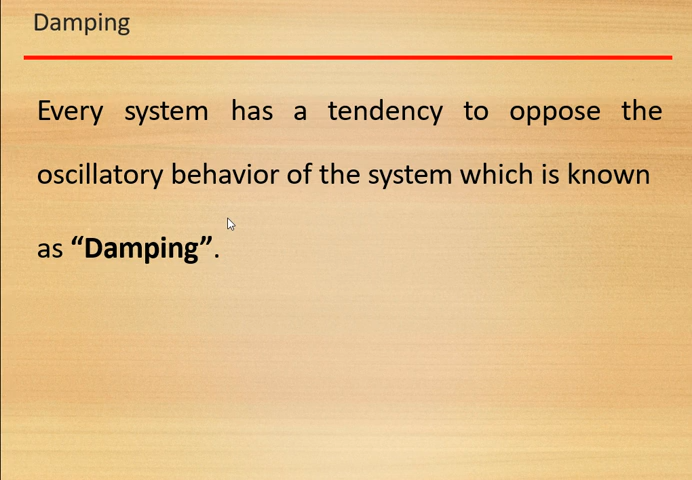 Damping
Every system has a tendency to oppose the
oscillatory behavior of the system which is known
as “Damping”.